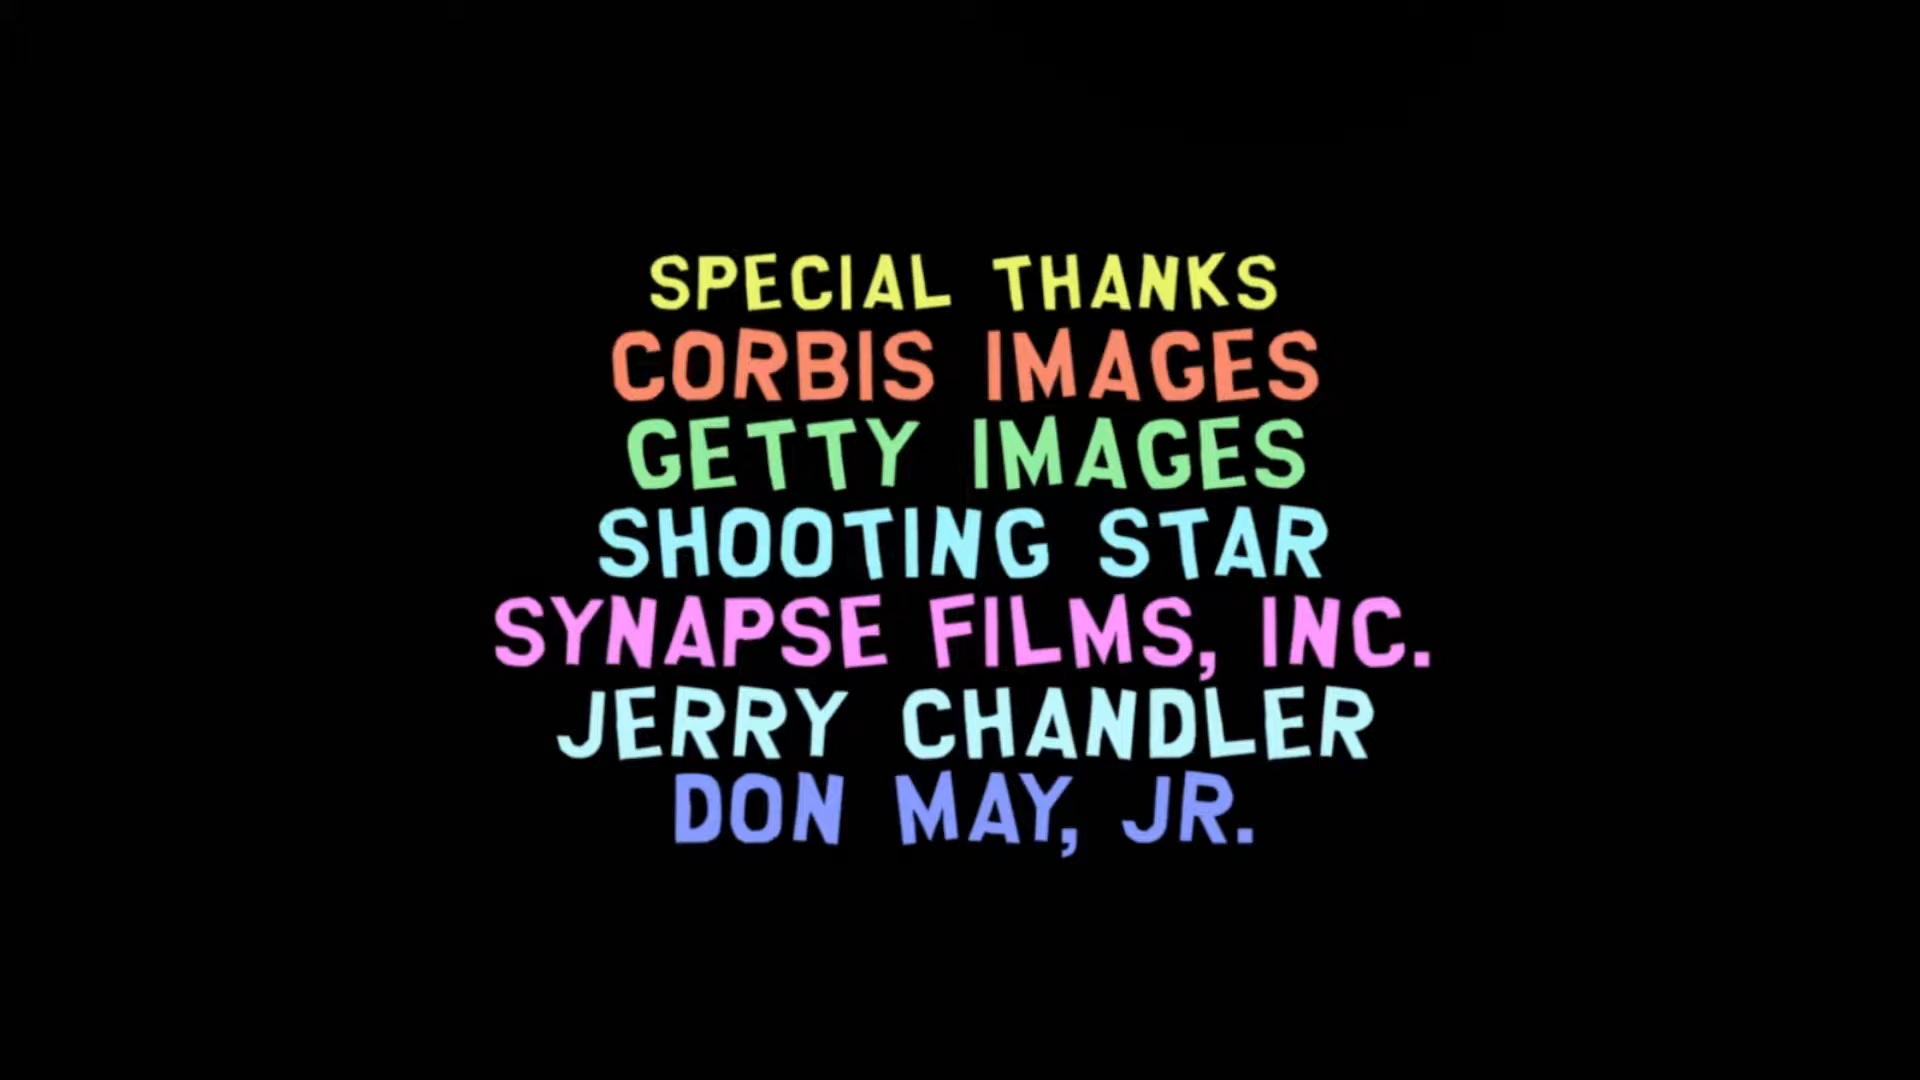 SPECIAL THANKS
CORBIS IMAGES
GETTY IMAGES
SHOOTING STAR
SYNAPSE FILMS, INC.
JERRY CHANDLER
DON MAY, JR.